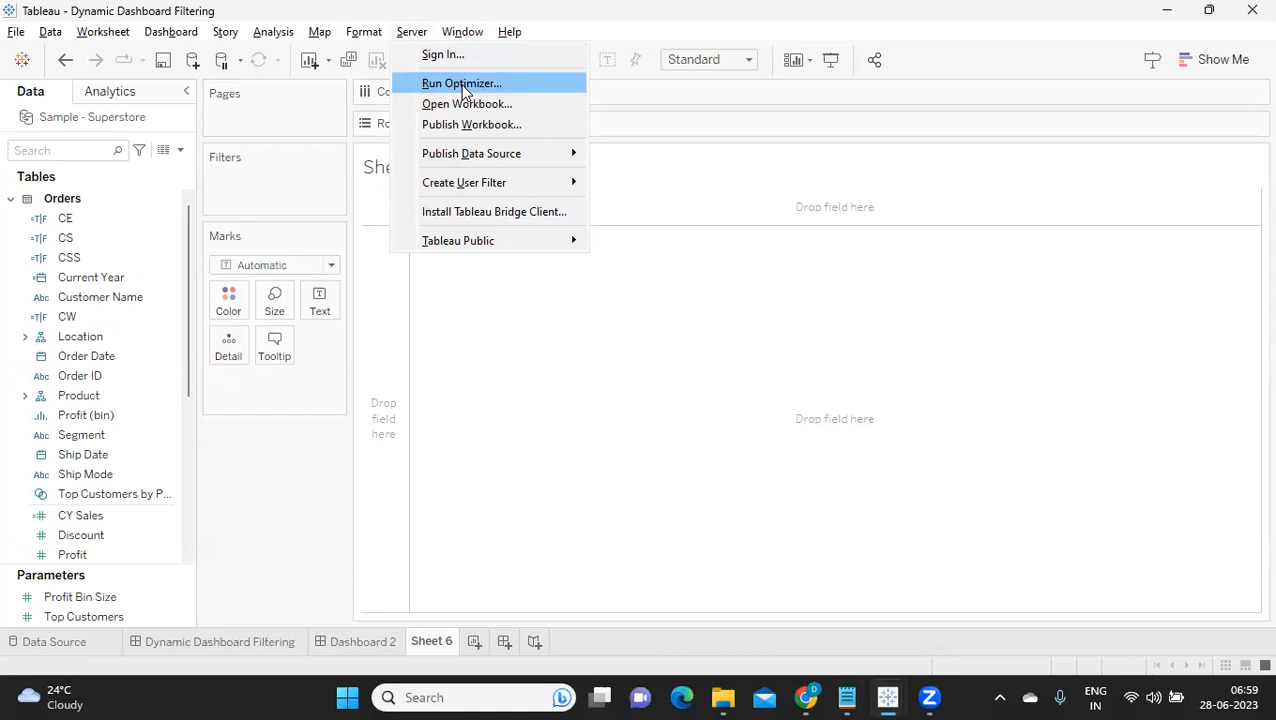 Tableau - Dynamic Dashboard Filtering
File Data Worksheet Dashboard Story Analysis Map Format Server Window Help
Standard Show Me
Sign In...
Run Optimizer...
Open Workbook...
Publish Workbook...
Publish Data Source
Create User Filter
Install Tableau Bridge Client...
Tableau Public
Data Analytics
Sample - Superstore
Search
Tables
Orders
CE
CS
CSS
Current Year
Abc Customer Name
CW
Location
Order Date
Abc Order ID
Product
Profit (bin)
Abc Segment
Ship Date
Abc Ship Mode
Top Customers by P...
CY Sales
Discount
Profit
Parameters
Profit Bin Size
Top Customers
Pages
Filters
Marks
Automatic
Color Size Text
Detail Tooltip
Drop field here
Drop
field
here
Drop field here
Data Source Dynamic Dashboard Filtering Dashboard 2 Sheet 6
24°C
Cloudy
Search
ENG
IN
06:59
28-06-2023